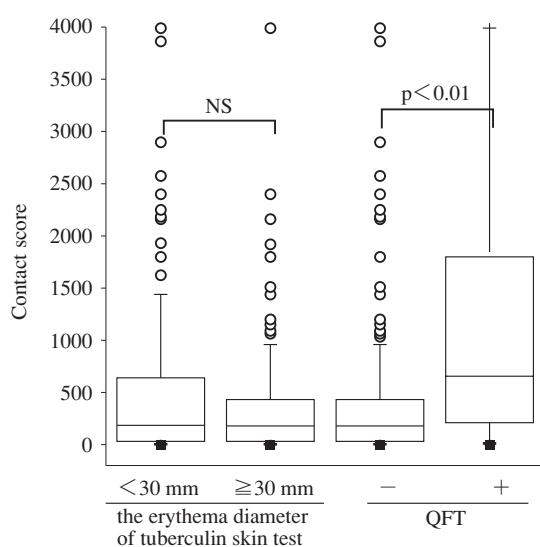 4000
3500
3000
2500
2000
1500
1000
500
0
Contact score
NS
p<0.01
<30 mm ≧30 mm
the erythema diameter
of tuberculin skin test
− +
QFT